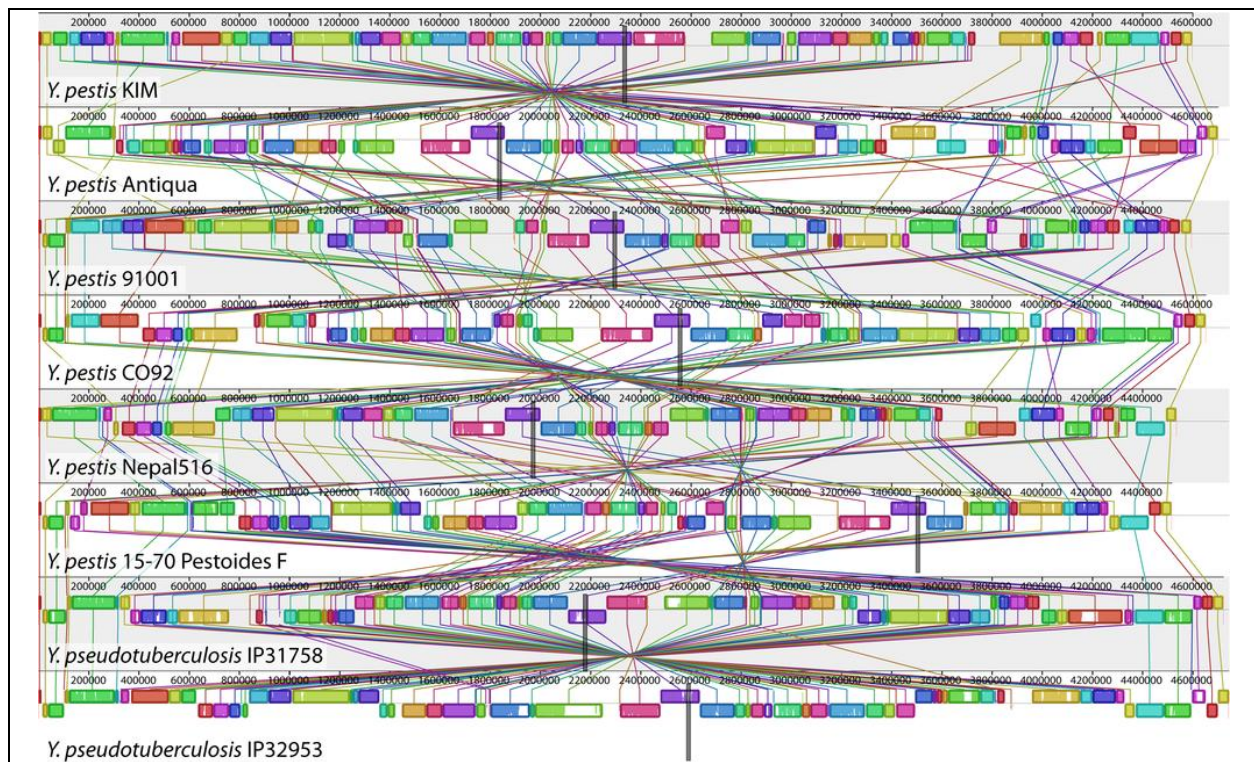 200000 400000 600000 800000 1000000 1200000 1400000 1600000 1800000 2000000 2200000 2400000 2600000 2800000 3000000 3200000 3400000 3600000 3800000 4000000 4200000 4400000 4600000
Y. pestis KIM
200000 400000 600000 800000 1000000 1200000 1400000 1600000 1800000 2000000 2200000 2400000 2600000 2800000 3000000 3200000 3400000 3600000 3800000 4000000 4200000 4400000 4600000
Y. pestis Antiqua
200000 400000 600000 800000 1000000 1200000 1400000 1600000 1800000 2000000 2200000 2400000 2600000 2800000 3000000 3200000 3400000 3600000 3800000 4000000 4200000 4400000
Y. pestis 91001
200000 400000 600000 800000 1000000 1200000 1400000 1600000 1800000 2000000 2200000 2400000 2600000 2800000 3000000 3200000 3400000 3600000 3800000 4000000 4200000 4400000 4600000
Y. pestis CO92
200000 400000 600000 800000 1000000 1200000 1400000 1600000 1800000 2000000 2200000 2400000 2600000 2800000 3000000 3200000 3400000 3600000 3800000 4000000 4200000 4400000
Y. pestis Nepal516
200000 400000 600000 800000 1000000 1200000 1400000 1600000 1800000 2000000 2200000 2400000 2600000 2800000 3000000 3200000 3400000 3600000 3800000 4000000 4200000 4400000
Y. pestis 15-70 Pestoides F
200000 400000 600000 800000 1000000 1200000 1400000 1600000 1800000 2000000 2200000 2400000 2600000 2800000 3000000 3200000 3400000 3600000 3800000 4000000 4200000 4400000 4600000
Y. pseudotuberculosis IP31758
200000 400000 600000 800000 1000000 1200000 1400000 1600000 1800000 2000000 2200000 2400000 2600000 2800000 3000000 3200000 3400000 3600000 3800000 4000000 4200000 4400000 4600000
Y. pseudotuberculosis IP32953